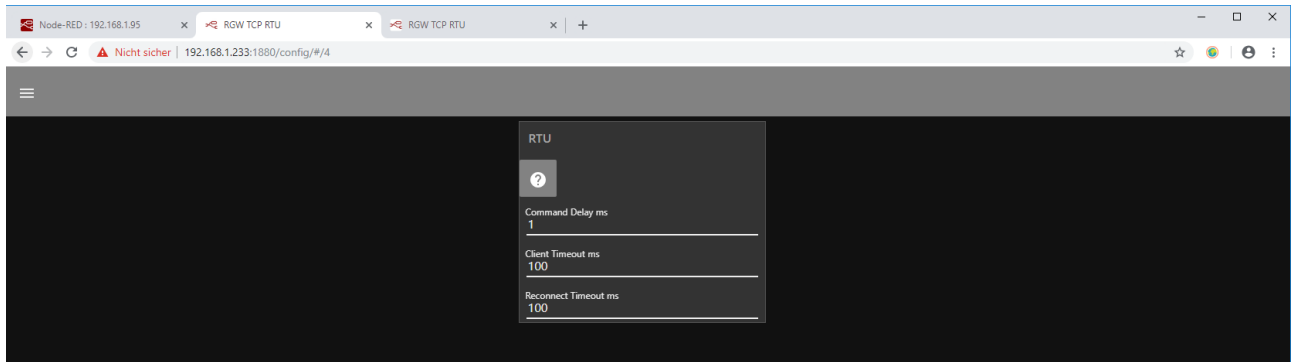 Node-RED : 192.168.1.95
RGW TCP RTU
RGW TCP RTU
Nicht sicher
192.168.1.233:1880/config/#/4
RTU
Command Delay ms
1
Client Timeout ms
100
Reconnect Timeout ms
100